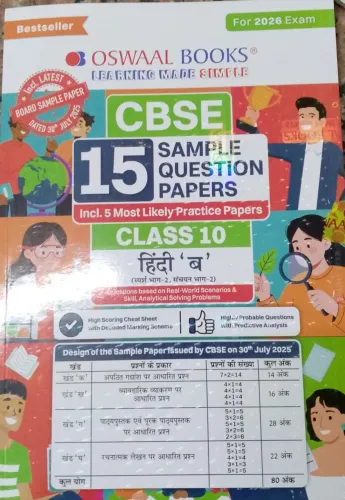 Bestseller
For 2026 Exam
OSWAAL BOOKS®
LEARNING MADE SIMPLE
Incl. LATEST
BOARD SAMPLE PAPER
DATED 30th JULY 2025
CBSE
15 SAMPLE QUESTION PAPERS
Incl. 5 Most Likely Practice Papers
CLASS 10
हिंदी 'ब'
(स्पर्श भाग-2, संचयन भाग-2)
Questions based on Real-World Scenarios &
Skill, Analytical Solving Problems
High Scoring Cheat Sheet
with Decoded Marking Scheme
Highly Probable Questions
with Predictive Analysis
Design of the Sample Paper Issued by CBSE on 30th July 2025
खंड प्रश्नों के प्रकार प्रश्नों की संख्या कुल अंक
खंड 'क' अपठित गद्यांश पर आधारित प्रश्न 7×2=14 14 अंक
खंड 'ख' व्यावहारिक व्याकरण पर आधारित प्रश्न 4×1=4 4×1=4 4×1=4 4×1=4 16 अंक
खंड 'ग' पाठ्यपुस्तक एवं पूरक पाठ्यपुस्तक पर आधारित प्रश्न 5×1=5 3×2=6 5×1=5 3×2=6 2×3=6 28 अंक
खंड 'घ' रचनात्मक लेखन पर आधारित प्रश्न 5×1=5 5×1=5 4×1=4 3×1=3 5×1=5 22 अंक
कुल योग 80 अंक